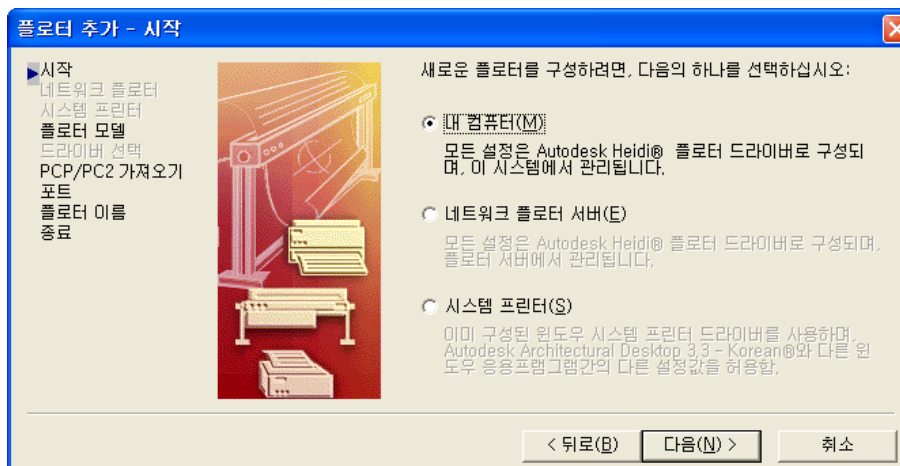 플로터 추가 - 시작
시작
네트워크 플로터
시스템 프린터
플로터 모델
드라이버 선택
PCP/PC2 가져오기
포트
플로터 이름
종료
새로운 플로터를 구성하려면, 다음의 하나를 선택하십시오:
내 컴퓨터(M)
모든 설정은 Autodesk Heidi® 플로터 드라이버로 구성되
며, 이 시스템에서 관리됩니다.
네트워크 플로터 서버(E)
모든 설정은 Autodesk Heidi® 플로터 드라이버로 구성되며,
플로터 서버에서 관리됩니다.
시스템 프린터(S)
이미 구성된 윈도우 시스템 프린터 드라이버를 사용하며,
Autodesk Architectural Desktop 3.3 - Korean®와 다른 윈
도우 응용프램그램간의 다른 설정값을 허용함.
< 뒤로(B)
다음(N) >
취소